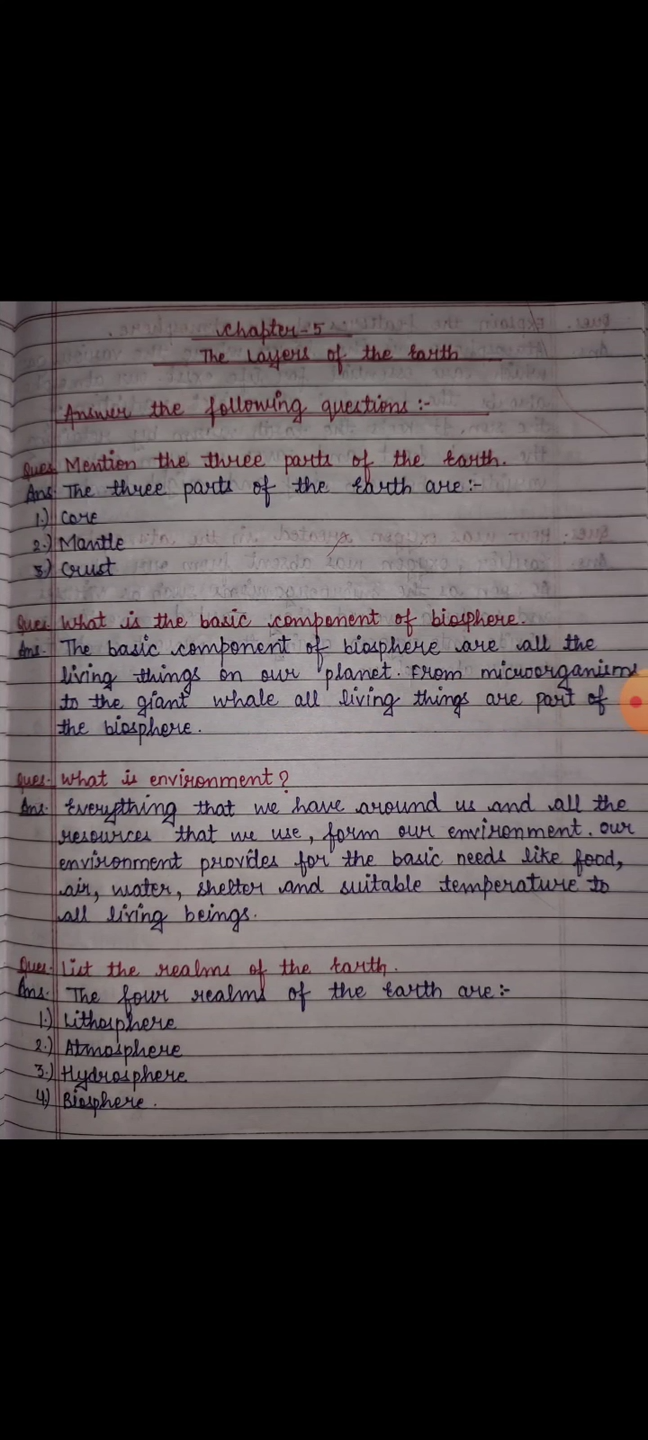 Chapter-5
The Layers of the Earth
Answer the following questions :-
Ques. Mention the three parts of the Earth.
Ans. The three parts of the Earth are :-
1.) Core
2.) Mantle
3.) Crust
Ques. What is the basic component of biosphere.
Ans. The basic component of biosphere are all the
living things on our planet. From microorganisms
to the giant whale all living things are part of
the biosphere.
Ques. What is environment?
Ans. Everything that we have around us and all the
resources that we use, form our environment. Our
environment provides for the basic needs like food,
air, water, shelter and suitable temperature to
all living beings.
Ques. List the realms of the Earth.
Ans. The four realms of the Earth are :-
1.) Lithosphere
2.) Atmosphere
3.) Hydrosphere
4) Biosphere.